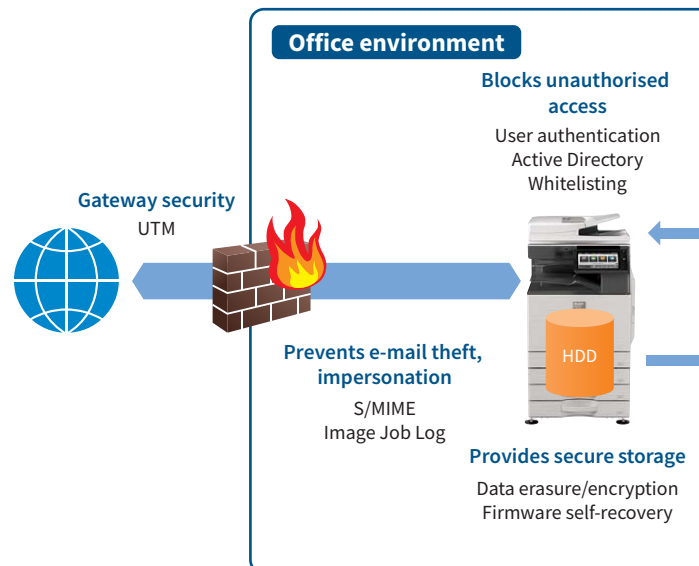 Office environment
Blocks unauthorised
access
User authentication
Active Directory
Whitelisting
Gateway security
UTM
Prevents e-mail theft,
impersonation
S/MIME
Image Job Log
HDD
Provides secure storage
Data erasure/encryption
Firmware self-recovery